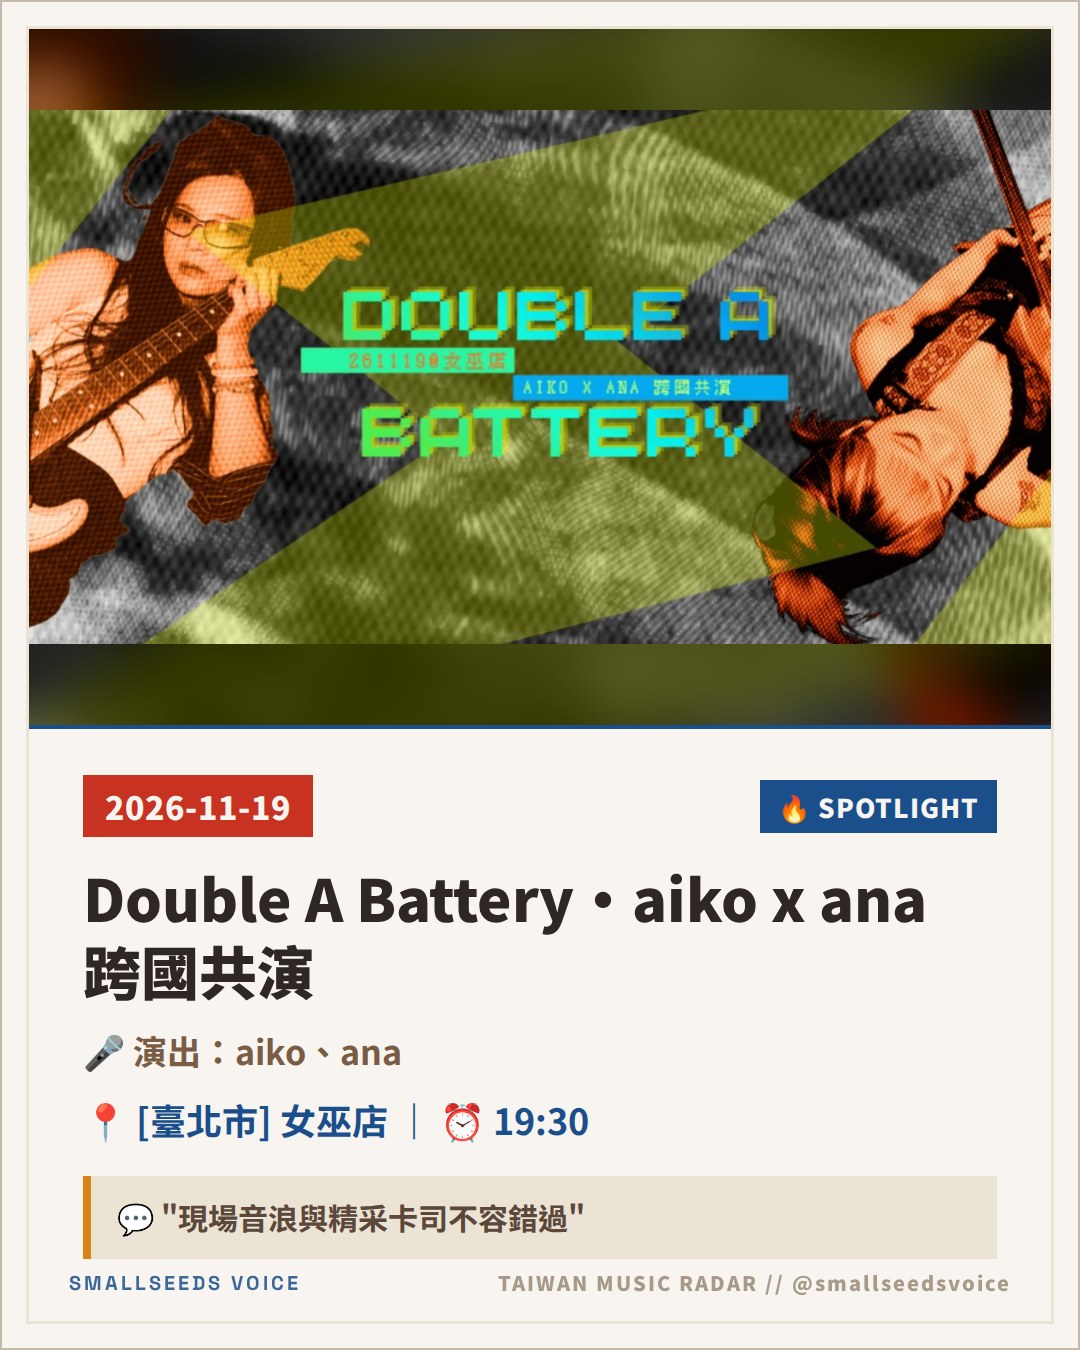 DOUBLE A
261119@女巫店
AIKO X ANA 跨國共演
BATTERY
2026-11-19
🔥 SPOTLIGHT
Double A Battery・aiko x ana
跨國共演
🎤 演出：aiko、ana
📍 [臺北市] 女巫店 ｜ ⏰ 19:30
💬 "現場音浪與精采卡司不容錯過"
SMALLSEEDS VOICE
TAIWAN MUSIC RADAR // @smallseedsvoice